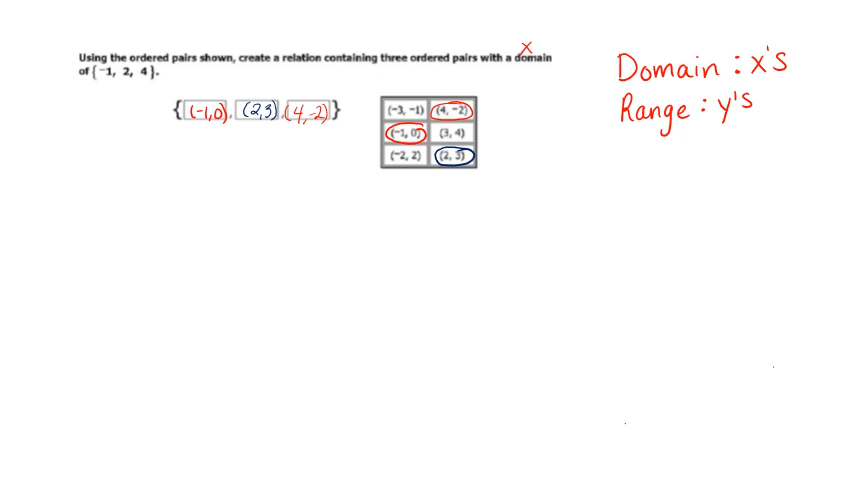 x
Using the ordered pairs shown, create a relation containing three ordered pairs with a domain
of {⁻1, 2, 4}.
Domain : x's
Range : y's
{(-1,0), (2,3), (4,-2)}
(⁻3, ⁻1) (4, ⁻2)
(⁻1, 0) (3, 4)
(⁻2, 2) (2, 3)